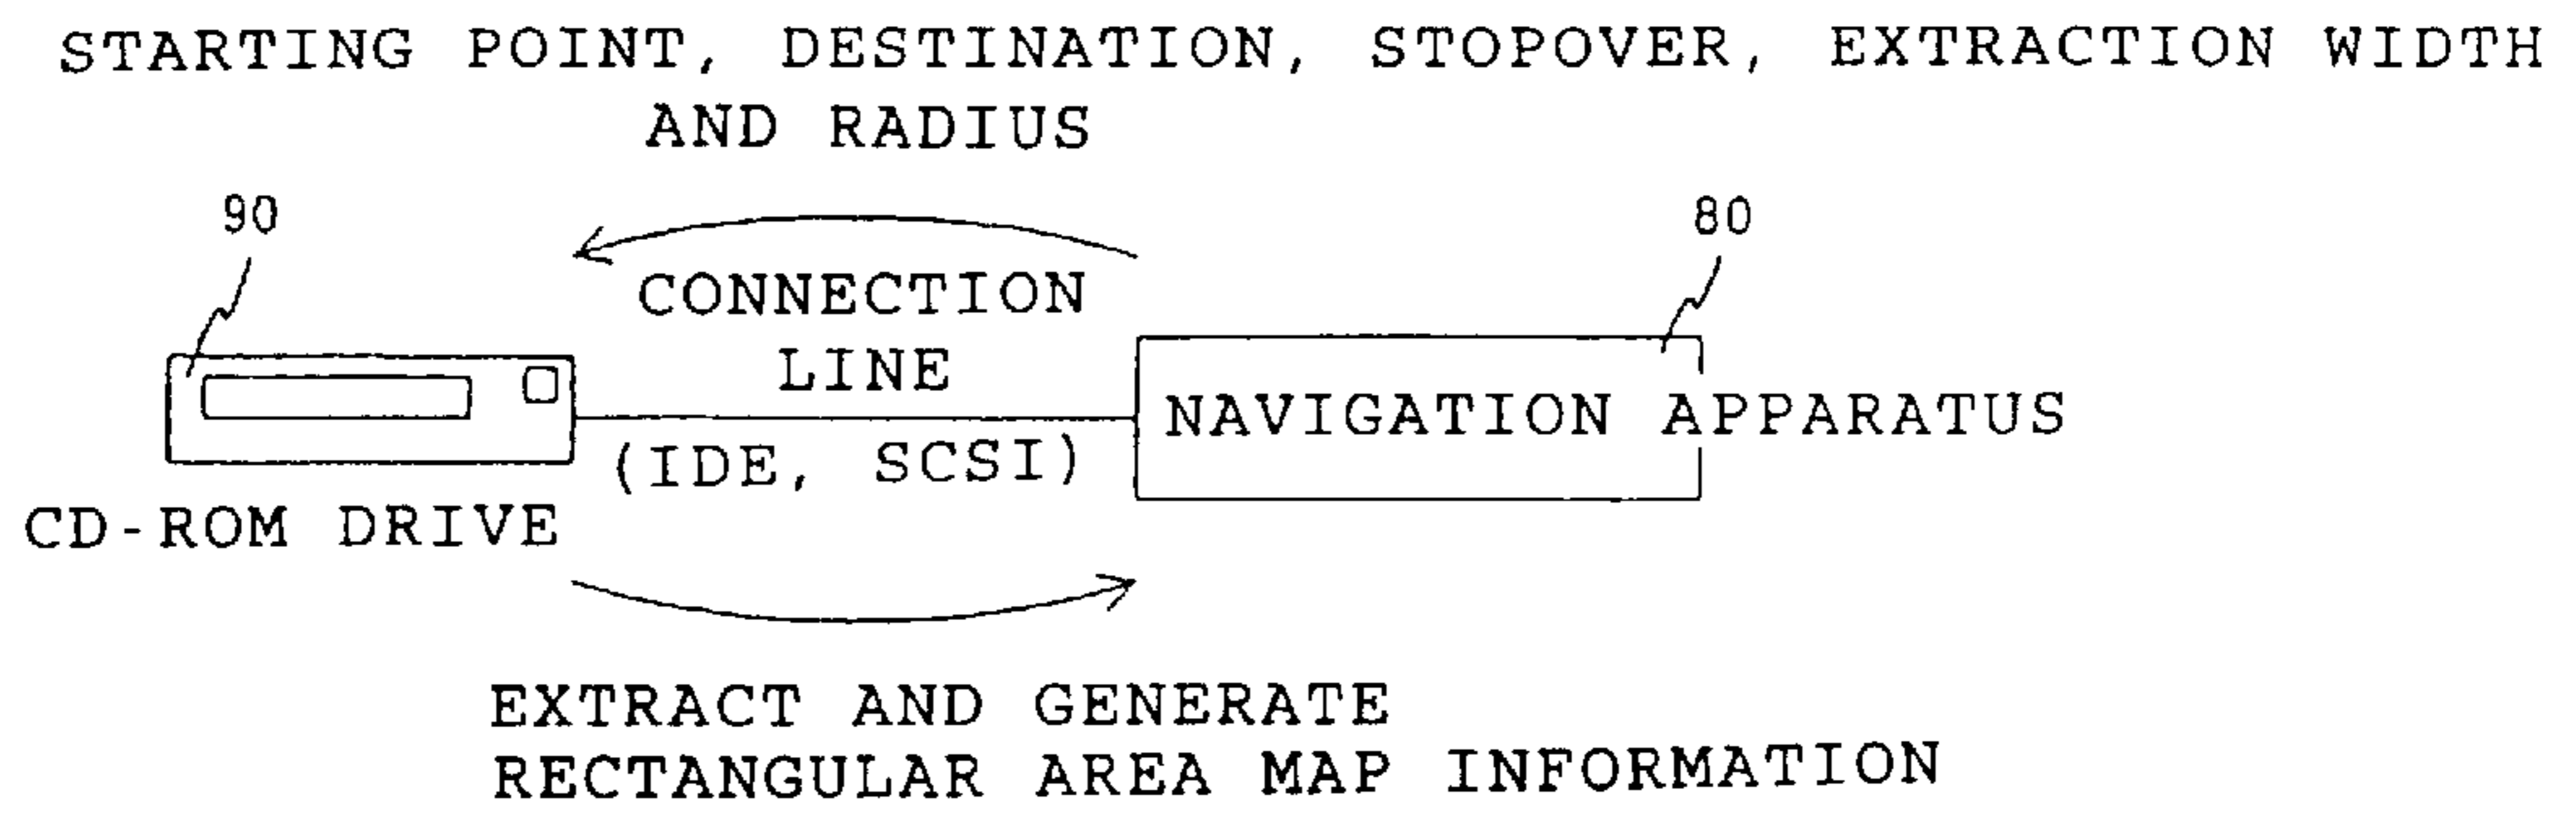 STARTING POINT, DESTINATION, STOPOVER, EXTRACTION WIDTH
AND RADIUS
90
80
CONNECTION
LINE
NAVIGATION APPARATUS
(IDE, SCSI)
CD-ROM DRIVE
EXTRACT AND GENERATE
RECTANGULAR AREA MAP INFORMATION